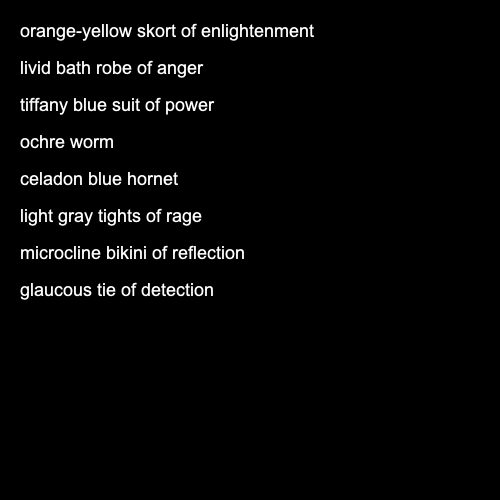 orange-yellow skort of enlightenment
livid bath robe of anger
tiffany blue suit of power
ochre worm
celadon blue hornet
light gray tights of rage
microcline bikini of reflection
glaucous tie of detection